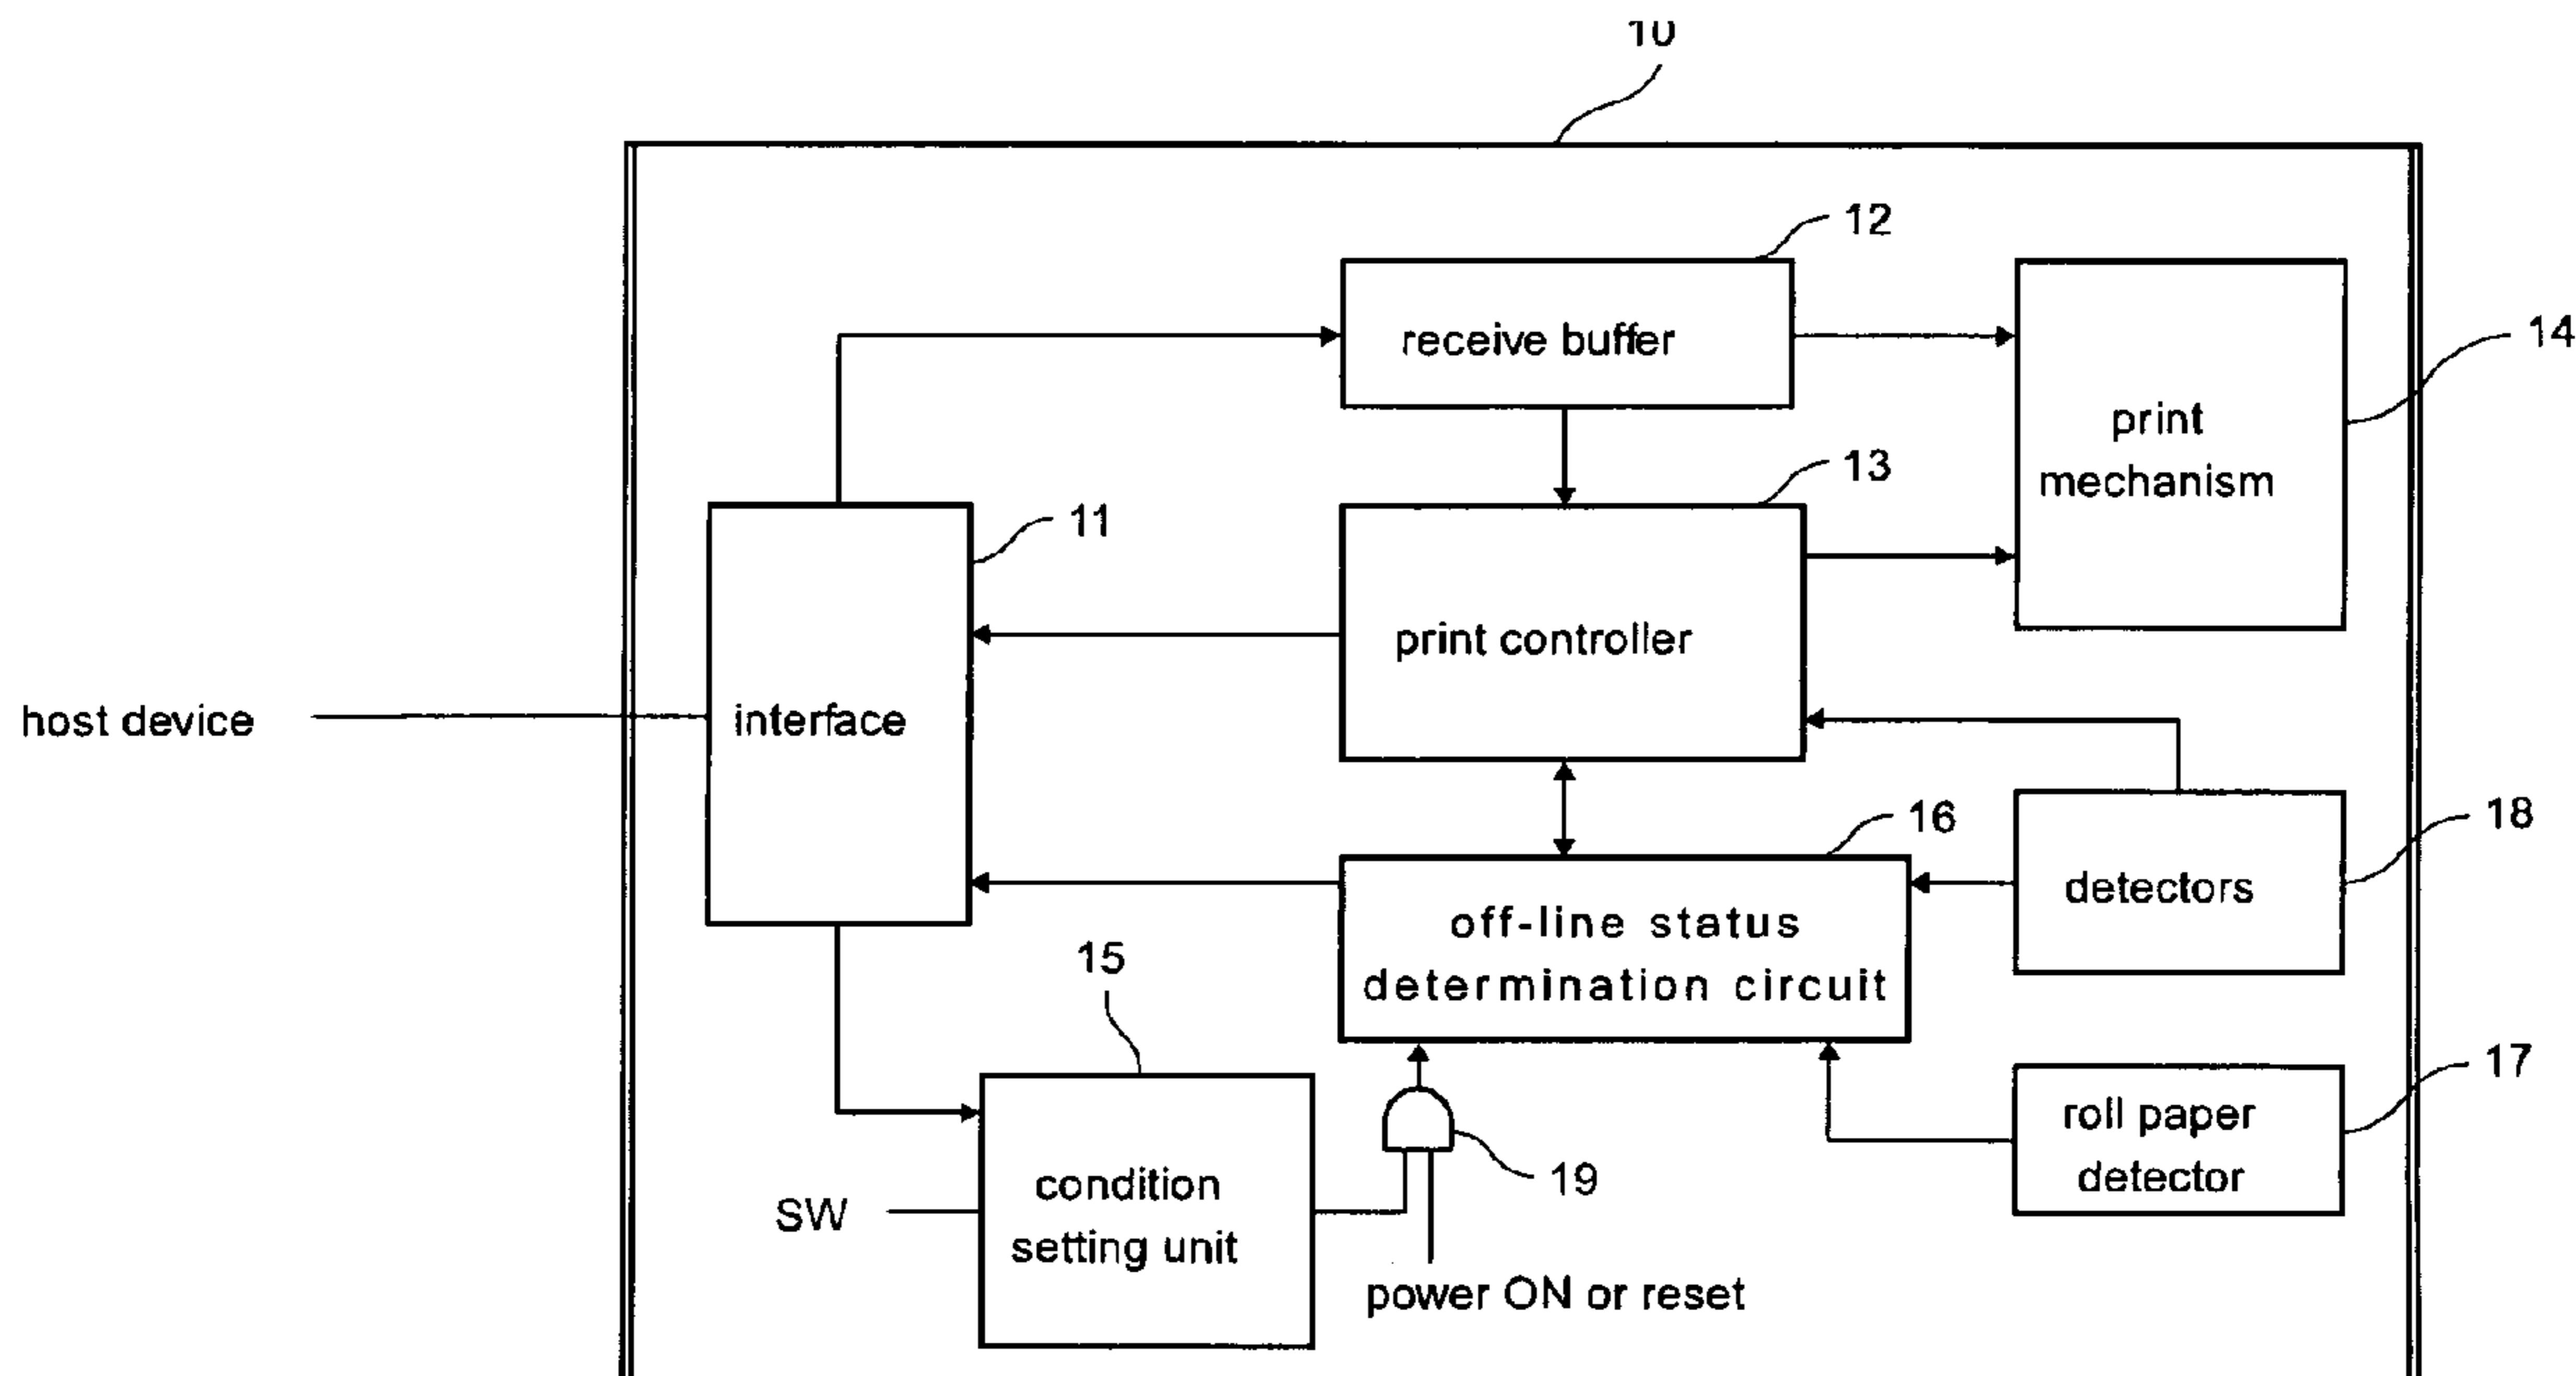 10
12
receive buffer
14
print
mechanism
13
11
print controller
host device
interface
16
18
detectors
off-line status
determination circuit
15
17
roll paper
detector
19
condition
setting unit
SW
power ON or reset